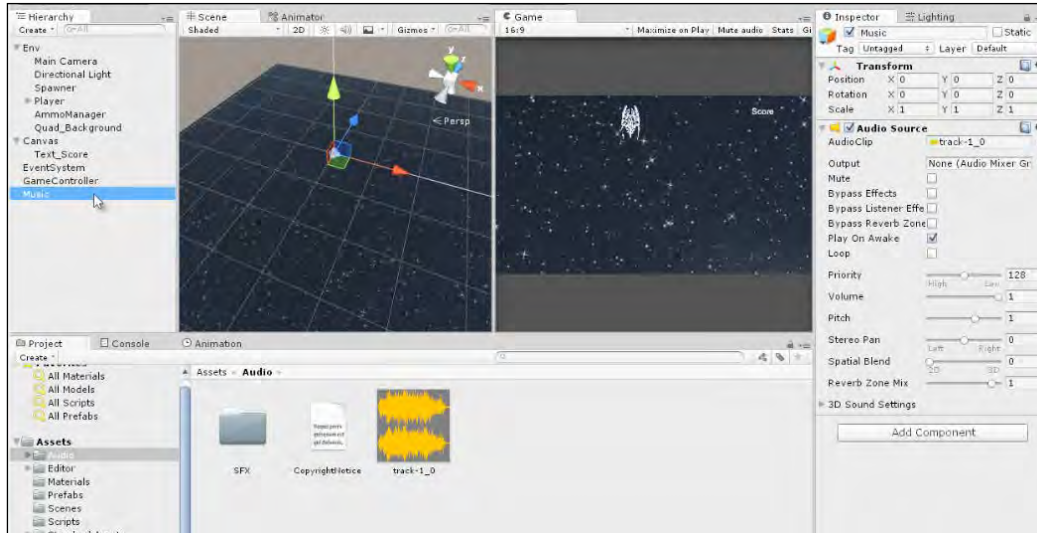 Hierarchy
Create
Env
Main Camera
Directional Light
Spawner
Player
AmmoManager
Quad_Background
Canvas
Text_Score
EventSystem
GameController
Music
Scene
Animator
Shaded
2D
Gizmos
y
x
Persp
Game
16:9
Maximize on Play
Mute audio
Stats
Gi
Score
Inspector
Lighting
Music
Static
Tag Untagged
Layer Default
Transform
Position X 0 Y 0 Z 0
Rotation X 0 Y 0 Z 0
Scale X 1 Y 1 Z 1
Audio Source
AudioClip track-1_0
Output None (Audio Mixer Gr
Mute
Bypass Effects
Bypass Listener Effe
Bypass Reverb Zone
Play On Awake
Loop
Priority 128
High Low
Volume 1
Pitch 1
Stereo Pan 0
Left Right
Spatial Blend 0
2D 3D
Reverb Zone Mix 1
3D Sound Settings
Add Component
Project
Console
Animation
Create
Favorites
All Materials
All Models
All Scripts
All Prefabs
Assets
Audio
Editor
Materials
Prefabs
Scenes
Scripts
Assets
Audio
SFX
CopyrightNotice
track-1_0